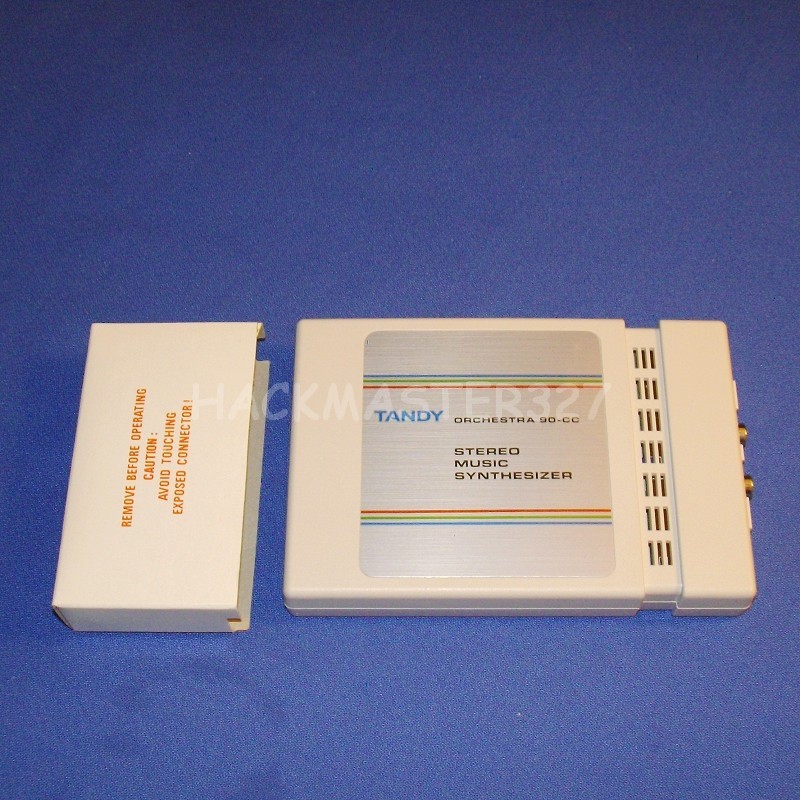 REMOVE BEFORE OPERATING
CAUTION:
AVOID TOUCHING
EXPOSED CONNECTOR!
HACKMASTER327
TANDY ORCHESTRA 90-CC
STEREO
MUSIC
SYNTHESIZER